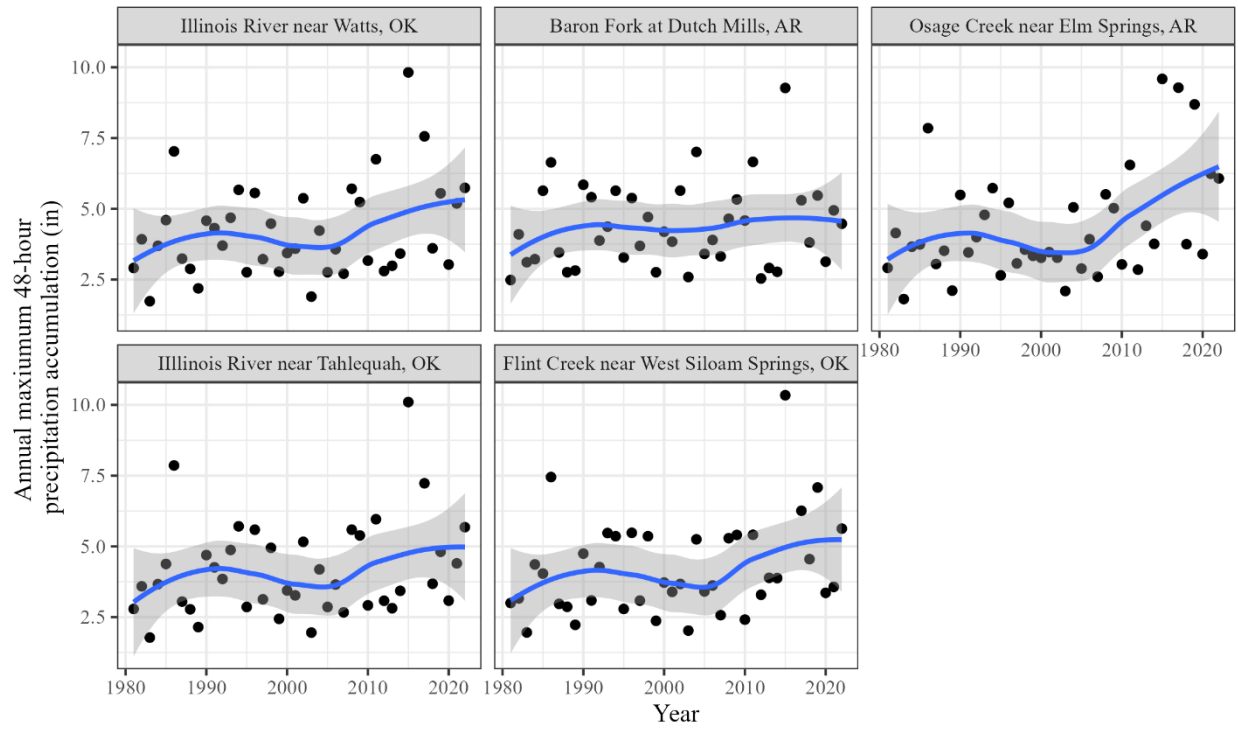 Illinois River near Watts, OK
Baron Fork at Dutch Mills, AR
Osage Creek near Elm Springs, AR
10.0
7.5
5.0
2.5
1980
1990
2000
2010
2020
IIllinois River near Tahlequah, OK
Flint Creek near West Siloam Springs, OK
10.0
7.5
5.0
2.5
1980
1990
2000
2010
2020
1980
1990
2000
2010
2020
Annual maxiumum 48-hour
precipitation accumulation (in)
Year